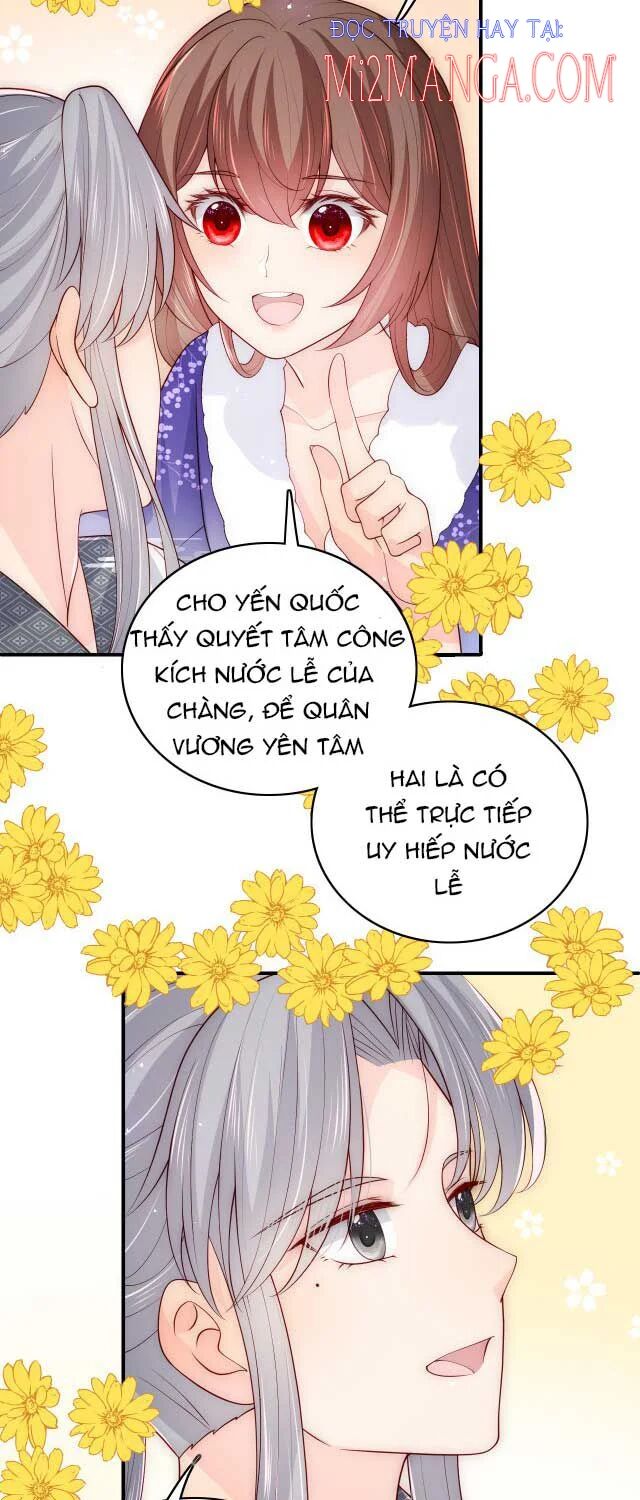 ĐỌC TRUYỆN HAY TẠI:
MI2MANGA.COM
CHO YẾN QUỐC
THẤY QUYẾT TÂM CÔNG
KÍCH NƯỚC LỄ CỦA
CHÀNG, ĐỂ QUÂN
VƯƠNG YÊN TÂM
HAI LÀ CÓ
THỂ TRỰC TIẾP
UY HIẾP NƯỚC
LỄ